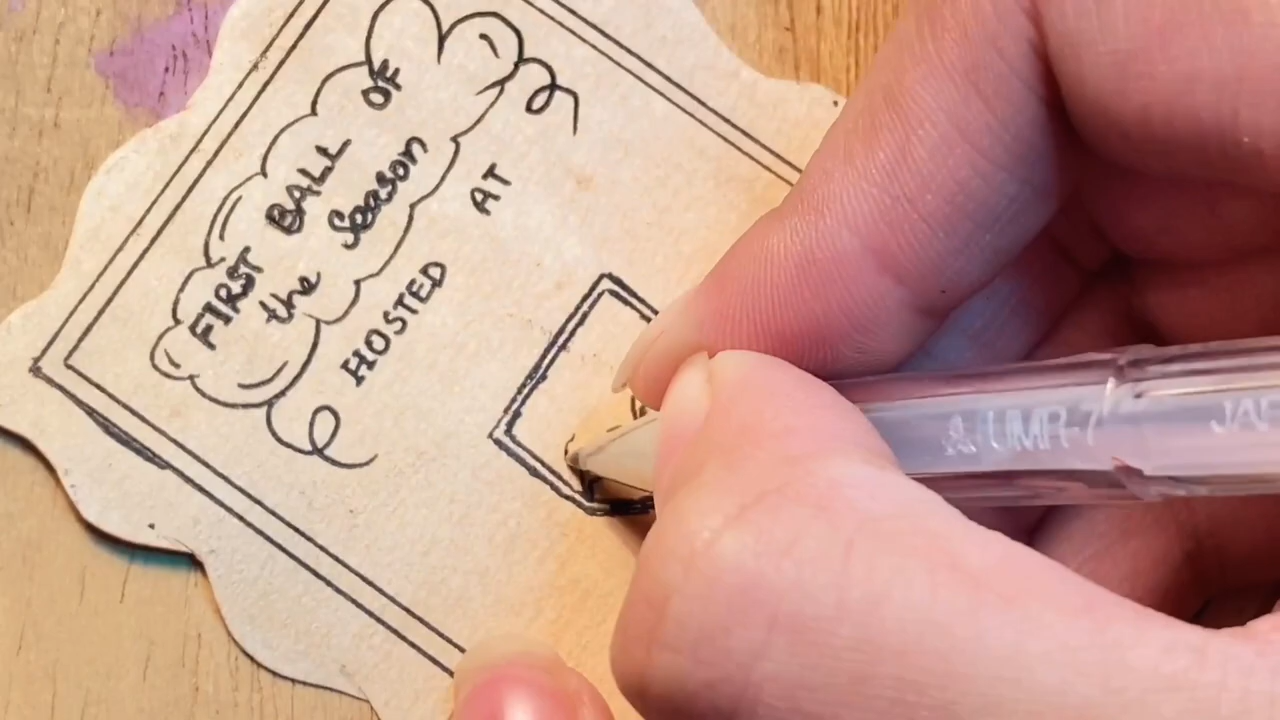 FIRST BALL OF
the Season
HOSTED AT
UMR-7